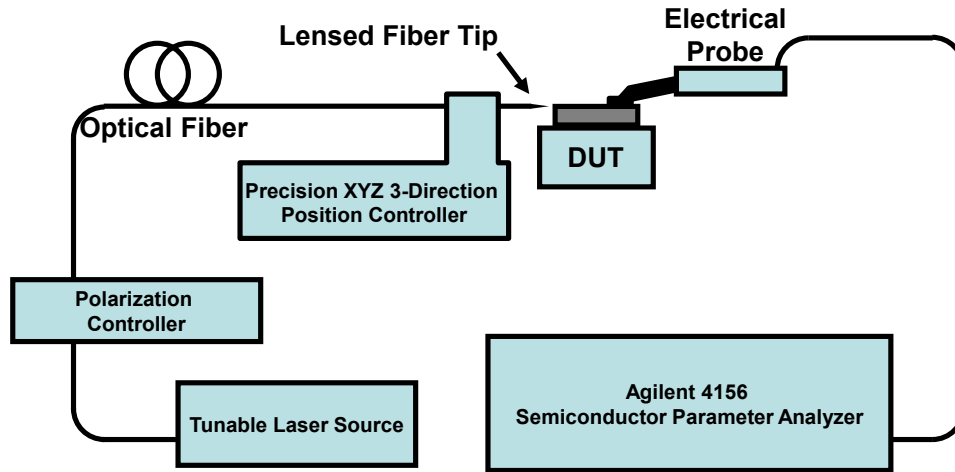 Electrical
Probe
Lensed Fiber Tip
Optical Fiber
DUT
Precision XYZ 3-Direction
Position Controller
Polarization
Controller
Agilent 4156
Semiconductor Parameter Analyzer
Tunable Laser Source